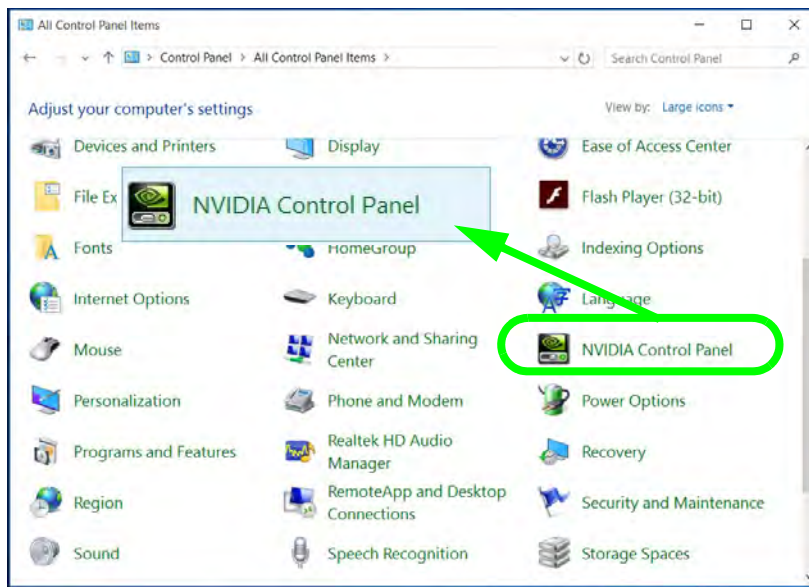 All Control Panel Items
Control Panel > All Control Panel Items >
Search Control Panel
Adjust your computer's settings
View by: Large icons
Devices and Printers
Display
Ease of Access Center
File Ex
NVIDIA Control Panel
Flash Player (32-bit)
Fonts
HomeGroup
Indexing Options
Internet Options
Keyboard
Language
Mouse
Network and Sharing
Center
NVIDIA Control Panel
Personalization
Phone and Modem
Power Options
Programs and Features
Realtek HD Audio
Manager
Recovery
Region
RemoteApp and Desktop
Connections
Security and Maintenance
Sound
Speech Recognition
Storage Spaces